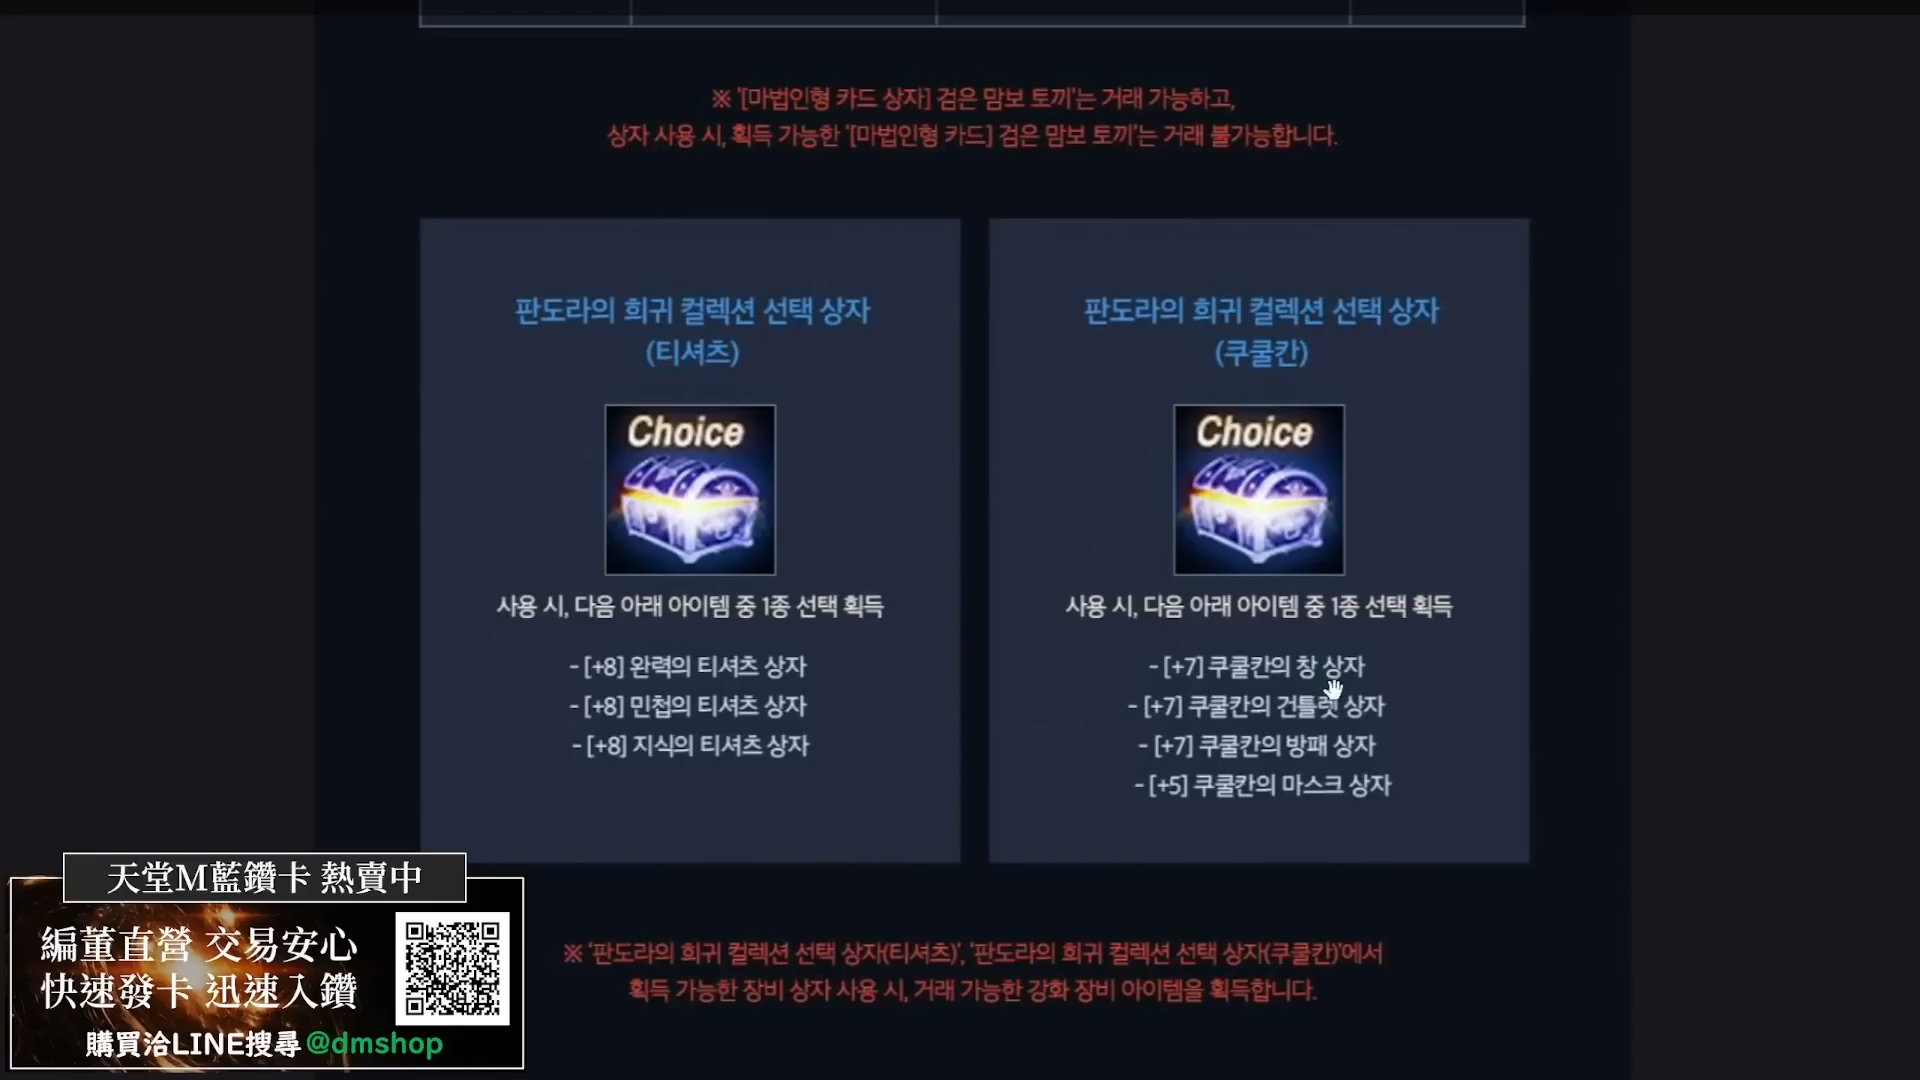 ※ '[마법인형 카드 상자] 검은 맘보 토끼'는 거래 가능하고,
상자 사용 시, 획득 가능한 '[마법인형 카드] 검은 맘보 토끼'는 거래 불가능합니다.
판도라의 희귀 컬렉션 선택 상자
(티셔츠)
Choice
사용 시, 다음 아래 아이템 중 1종 선택 획득
- [+8] 완력의 티셔츠 상자
- [+8] 민첩의 티셔츠 상자
- [+8] 지식의 티셔츠 상자
판도라의 희귀 컬렉션 선택 상자
(쿠쿨칸)
Choice
사용 시, 다음 아래 아이템 중 1종 선택 획득
- [+7] 쿠쿨칸의 창 상자
- [+7] 쿠쿨칸의 건틀렛 상자
- [+7] 쿠쿨칸의 방패 상자
- [+5] 쿠쿨칸의 마스크 상자
※ '판도라의 희귀 컬렉션 선택 상자(티셔츠)', '판도라의 희귀 컬렉션 선택 상자(쿠쿨칸)'에서
획득 가능한 장비 상자 사용 시, 거래 가능한 강화 장비 아이템을 획득합니다.
天堂M藍鑽卡 熱賣中
編董直營 交易安心
快速發卡 迅速入鑽
購買洽LINE搜尋@dmshop